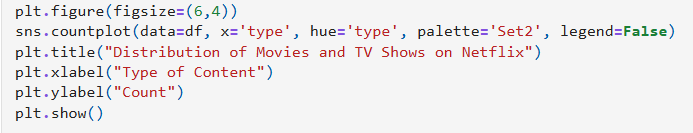 plt.figure(figsize=(6,4))
sns.countplot(data=df, x='type', hue='type', palette='Set2', legend=False)
plt.title("Distribution of Movies and TV Shows on Netflix")
plt.xlabel("Type of Content")
plt.ylabel("Count")
plt.show()